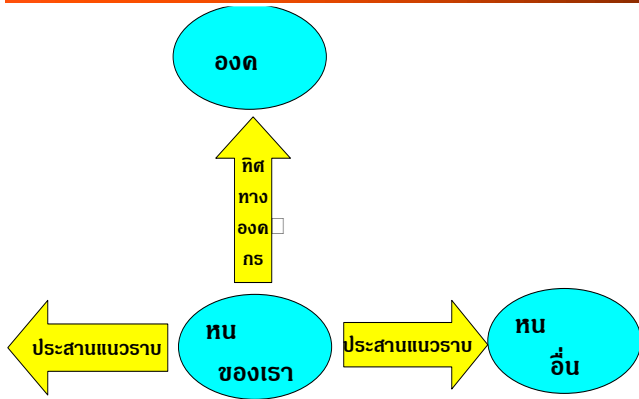 องค
ทิศ
ทาง
องค
กร
ประสานแนวราบ
หน
ของเรา
ประสานแนวราบ
หน
อื่น